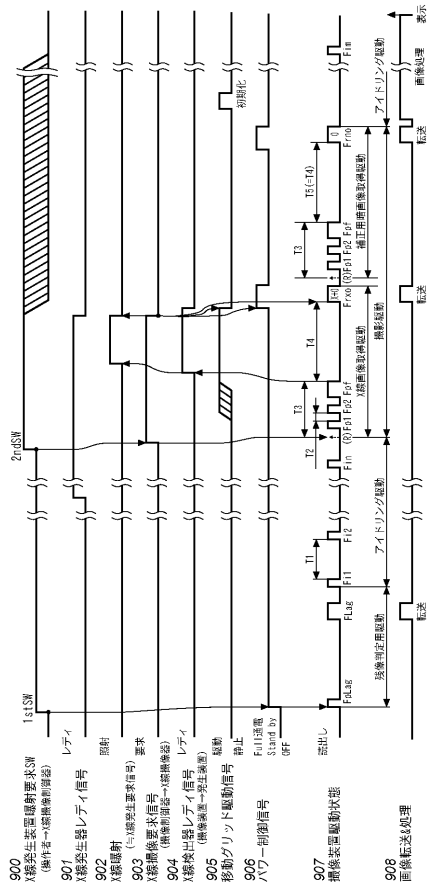 900
X線発生装置曝射要求SW
(操作者→X線撮像制御器)
1stSW
2ndSW
901
X線発生器レディ信号
レディ
902
X線曝射
照射
903
(≒X線発生要求信号)
X線撮像要求信号
要求
(撮像制御器→X線撮像器)
904
X線検出器レディ信号
レディ
(撮像装置→発生装置)
905
移動グリッド駆動信号
駆動
静止
初期化
906
パワー制御信号
Full通電
Stand by
OFF
907
撮像装置駆動状態
読出し
FpLag
FLag
Fi1
Fi2
T1
Fin
(R)
Fp1
Fp2
Fpf
T2
T3
T4
X+O
Frxo
(R)
Fp1
Fp2
Fpf
T3
T5(=T4)
O
Frno
Fim
残像判定用駆動
アイドリング駆動
X線画像取得駆動
補正用暗画像取得駆動
撮影駆動
アイドリング駆動
908
画像転送&処理
転送
転送
転送
画像処理
表示